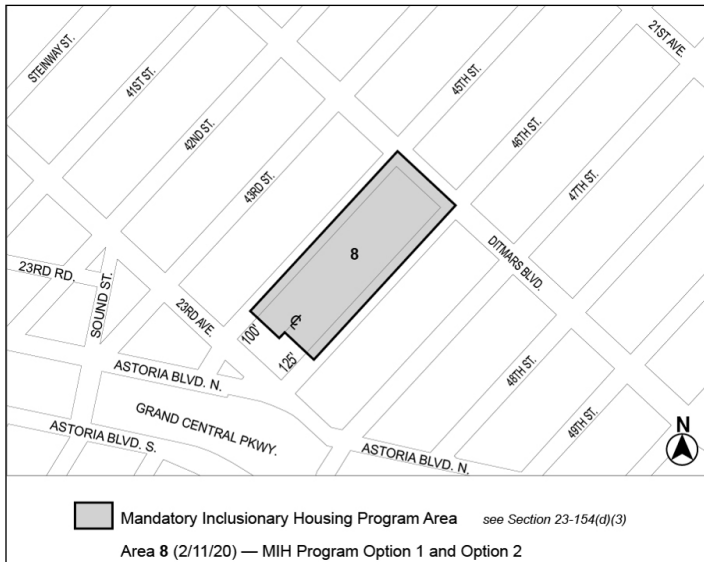 STEINWAY ST.
41ST ST.
42ND ST.
43RD ST.
45TH ST.
46TH ST.
47TH ST.
21ST AVE.
8
DITMARS BLVD.
23RD RD.
SOUND ST.
23RD AVE.
100'
℄
125'
ASTORIA BLVD. N.
GRAND CENTRAL PKWY.
ASTORIA BLVD. S.
ASTORIA BLVD. N.
48TH ST.
49TH ST.
N
Mandatory Inclusionary Housing Program Area see Section 23-154(d)(3)
Area 8 (2/11/20) — MIH Program Option 1 and Option 2